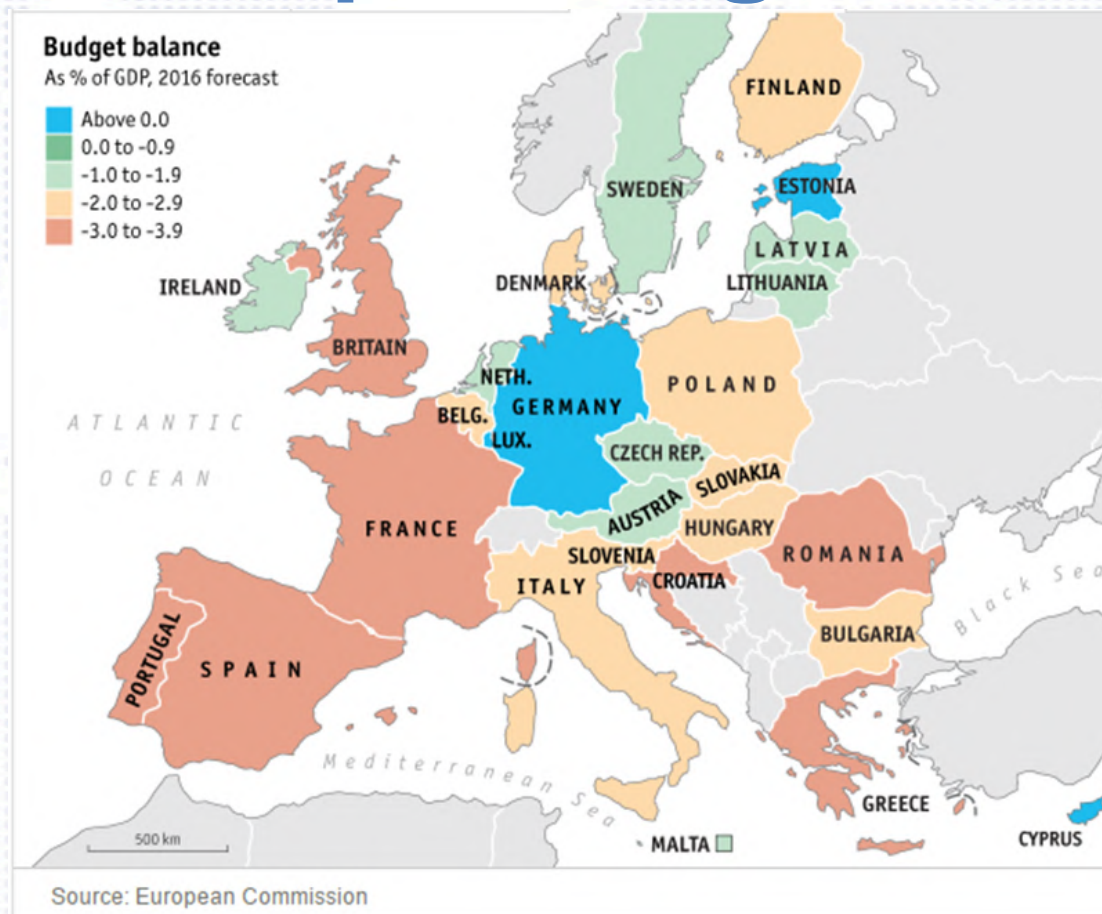 Budget balance
As % of GDP, 2016 forecast
Above 0.0
0.0 to -0.9
-1.0 to -1.9
-2.0 to -2.9
-3.0 to -3.9
FINLAND
SWEDEN
ESTONIA
LATVIA
LITHUANIA
DENMARK
IRELAND
BRITAIN
NETH.
GERMANY
POLAND
BELG.
LUX.
ATLANTIC
OCEAN
CZECH REP.
SLOVAKIA
AUSTRIA
HUNGARY
FRANCE
SLOVENIA
ROMANIA
ITALY
CROATIA
Black Sea
BULGARIA
PORTUGAL
SPAIN
Mediterranean Sea
GREECE
500 km
MALTA
CYPRUS
Source: European Commission